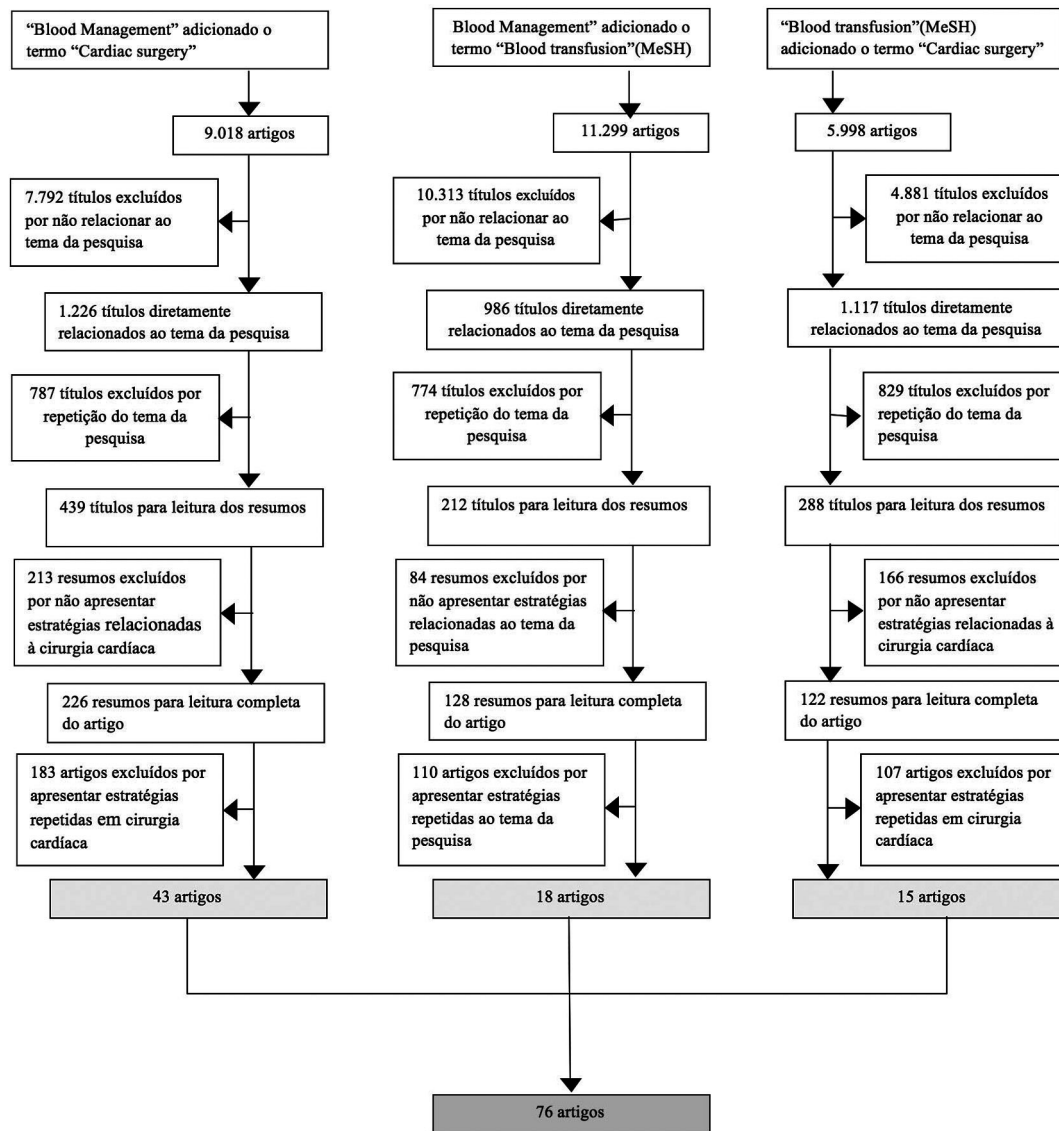 “Blood Management” adicionado o
termo “Cardiac surgery”
9.018 artigos
7.792 títulos excluídos
por não relacionar ao
tema da pesquisa
1.226 títulos diretamente
relacionados ao tema da pesquisa
787 títulos excluídos por
repetição do tema da
pesquisa
439 títulos para leitura dos resumos
213 resumos excluídos
por não apresentar
estratégias relacionadas
à cirurgia cardíaca
226 resumos para leitura completa
do artigo
183 artigos excluídos por
apresentar estratégias
repetidas em cirurgia
cardíaca
43 artigos
Blood Management” adicionado o
termo “Blood transfusion”(MeSH)
11.299 artigos
10.313 títulos excluídos
por não relacionar ao
tema da pesquisa
986 títulos diretamente
relacionados ao tema da pesquisa
774 títulos excluídos por
repetição do tema da
pesquisa
212 títulos para leitura dos resumos
84 resumos excluídos por
não apresentar estratégias
relacionadas ao tema da
pesquisa
128 resumos para leitura completa
do artigo
110 artigos excluídos por
apresentar estratégias
repetidas ao tema da
pesquisa
18 artigos
“Blood transfusion”(MeSH)
adicionado o termo “Cardiac surgery”
5.998 artigos
4.881 títulos excluídos
por não relacionar ao
tema da pesquisa
1.117 títulos diretamente
relacionados ao tema da pesquisa
829 títulos excluídos por
repetição do tema da
pesquisa
288 títulos para leitura dos resumos
166 resumos excluídos
por não apresentar
estratégias relacionadas à
cirurgia cardíaca
122 resumos para leitura completa
do artigo
107 artigos excluídos por
apresentar estratégias
repetidas em cirurgia
cardíaca
15 artigos
76 artigos